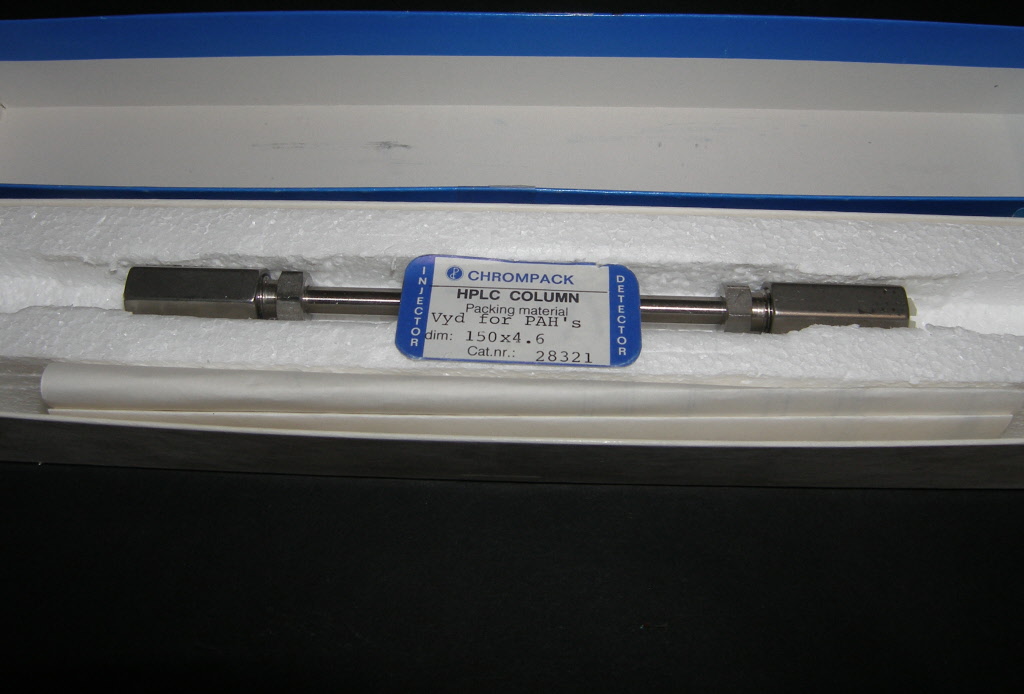 INJECTOR
CHROMPACK
HPLC COLUMN
Packing material
Vyd for PAH's
dim: 150x4.6
Cat.nr.: 28321
DETECTOR